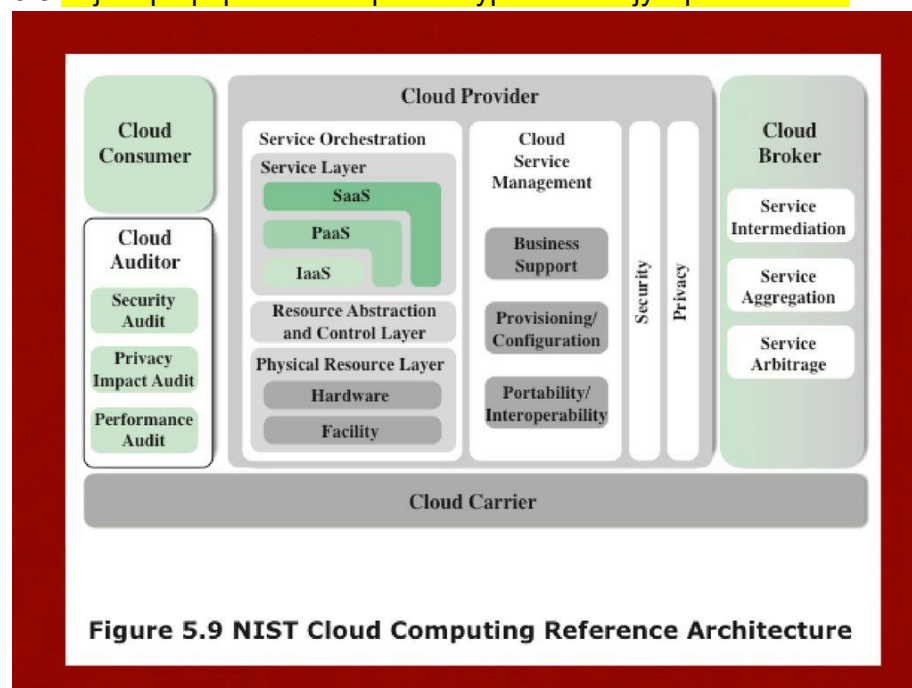 Cloud Provider
Cloud
Consumer
Cloud
Auditor
Security
Audit
Privacy
Impact Audit
Performance
Audit
Service Orchestration
Service Layer
SaaS
PaaS
IaaS
Resource Abstraction
and Control Layer
Physical Resource Layer
Hardware
Facility
Cloud
Service
Management
Business
Support
Provisioning/
Configuration
Portability/
Interoperability
Security
Privacy
Cloud
Broker
Service
Intermediation
Service
Aggregation
Service
Arbitrage
Cloud Carrier
Figure 5.9 NIST Cloud Computing Reference Architecture